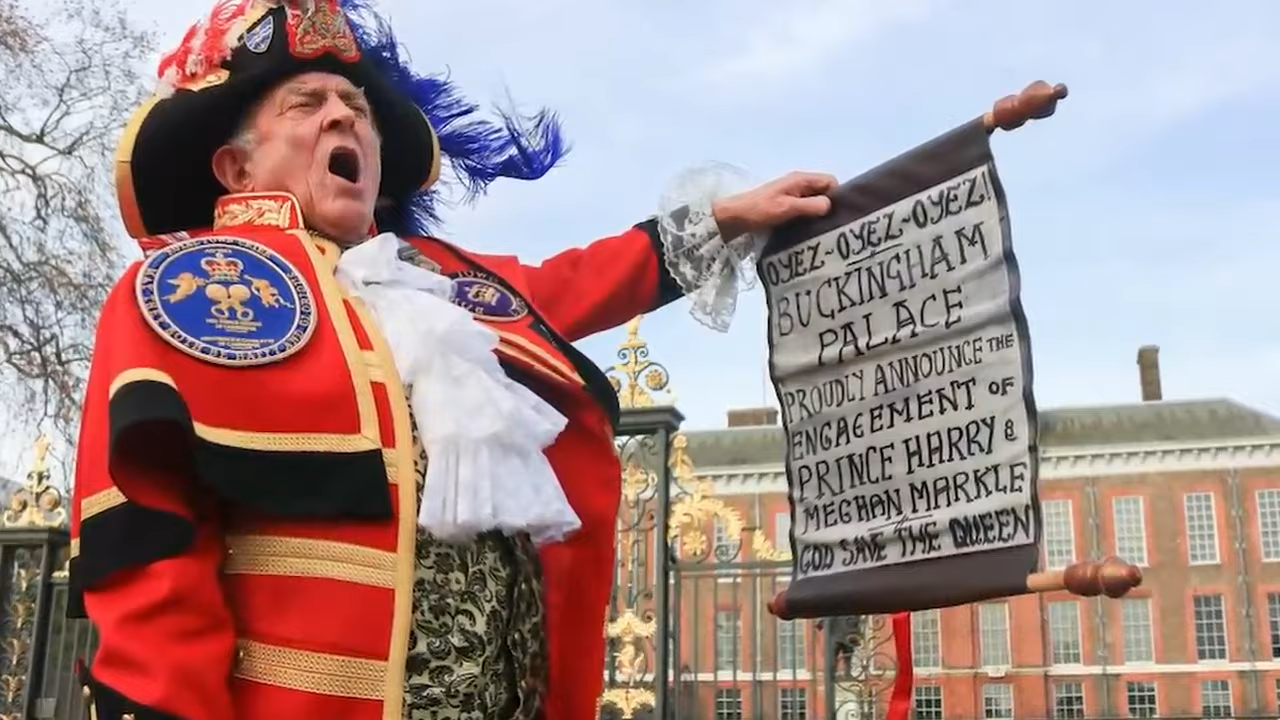 OYEZ~OYEZ~OYEZ!
BUCKINGHAM
PALACE
PROUDLY ANNOUNCE THE
ENGAGEMENT OF
PRINCE HARRY &
MEGHAN MARKLE
GOD SAVE THE QUEEN